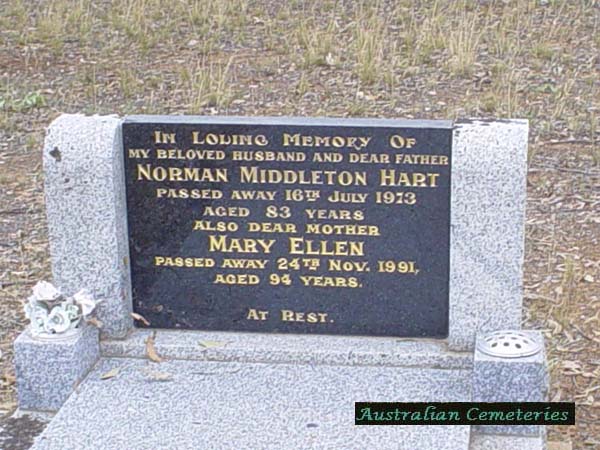 In Loving Memory Of
my beloved husband and dear father
Norman Middleton Hart
passed away 16th July 1973
aged 83 years
also dear mother
Mary Ellen
passed away 24th Nov. 1991,
aged 94 years.
At Rest.
Australian Cemeteries